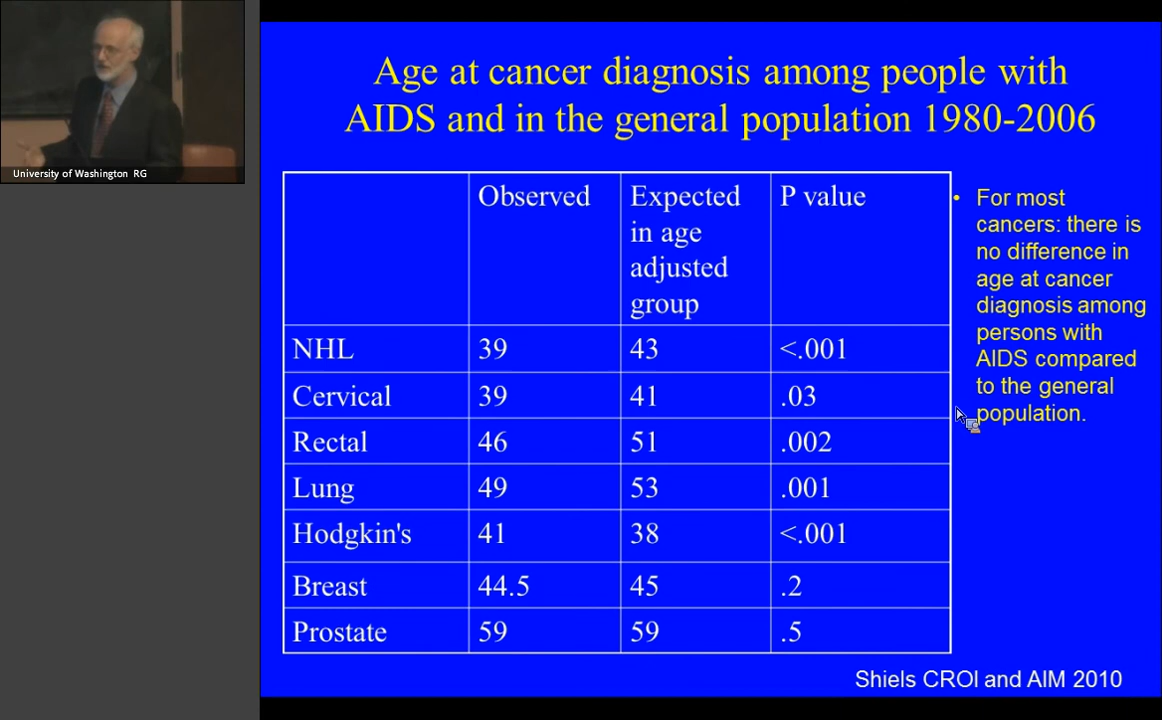 University of Washington RG
Age at cancer diagnosis among people with
AIDS and in the general population 1980-2006
Observed
Expected
in age
adjusted
group
P value
NHL 39 43 <.001
Cervical 39 41 .03
Rectal 46 51 .002
Lung 49 53 .001
Hodgkin's 41 38 <.001
Breast 44.5 45 .2
Prostate 59 59 .5
• For most
cancers: there is
no difference in
age at cancer
diagnosis among
persons with
AIDS compared
to the general
population.
Shiels CROI and AIM 2010